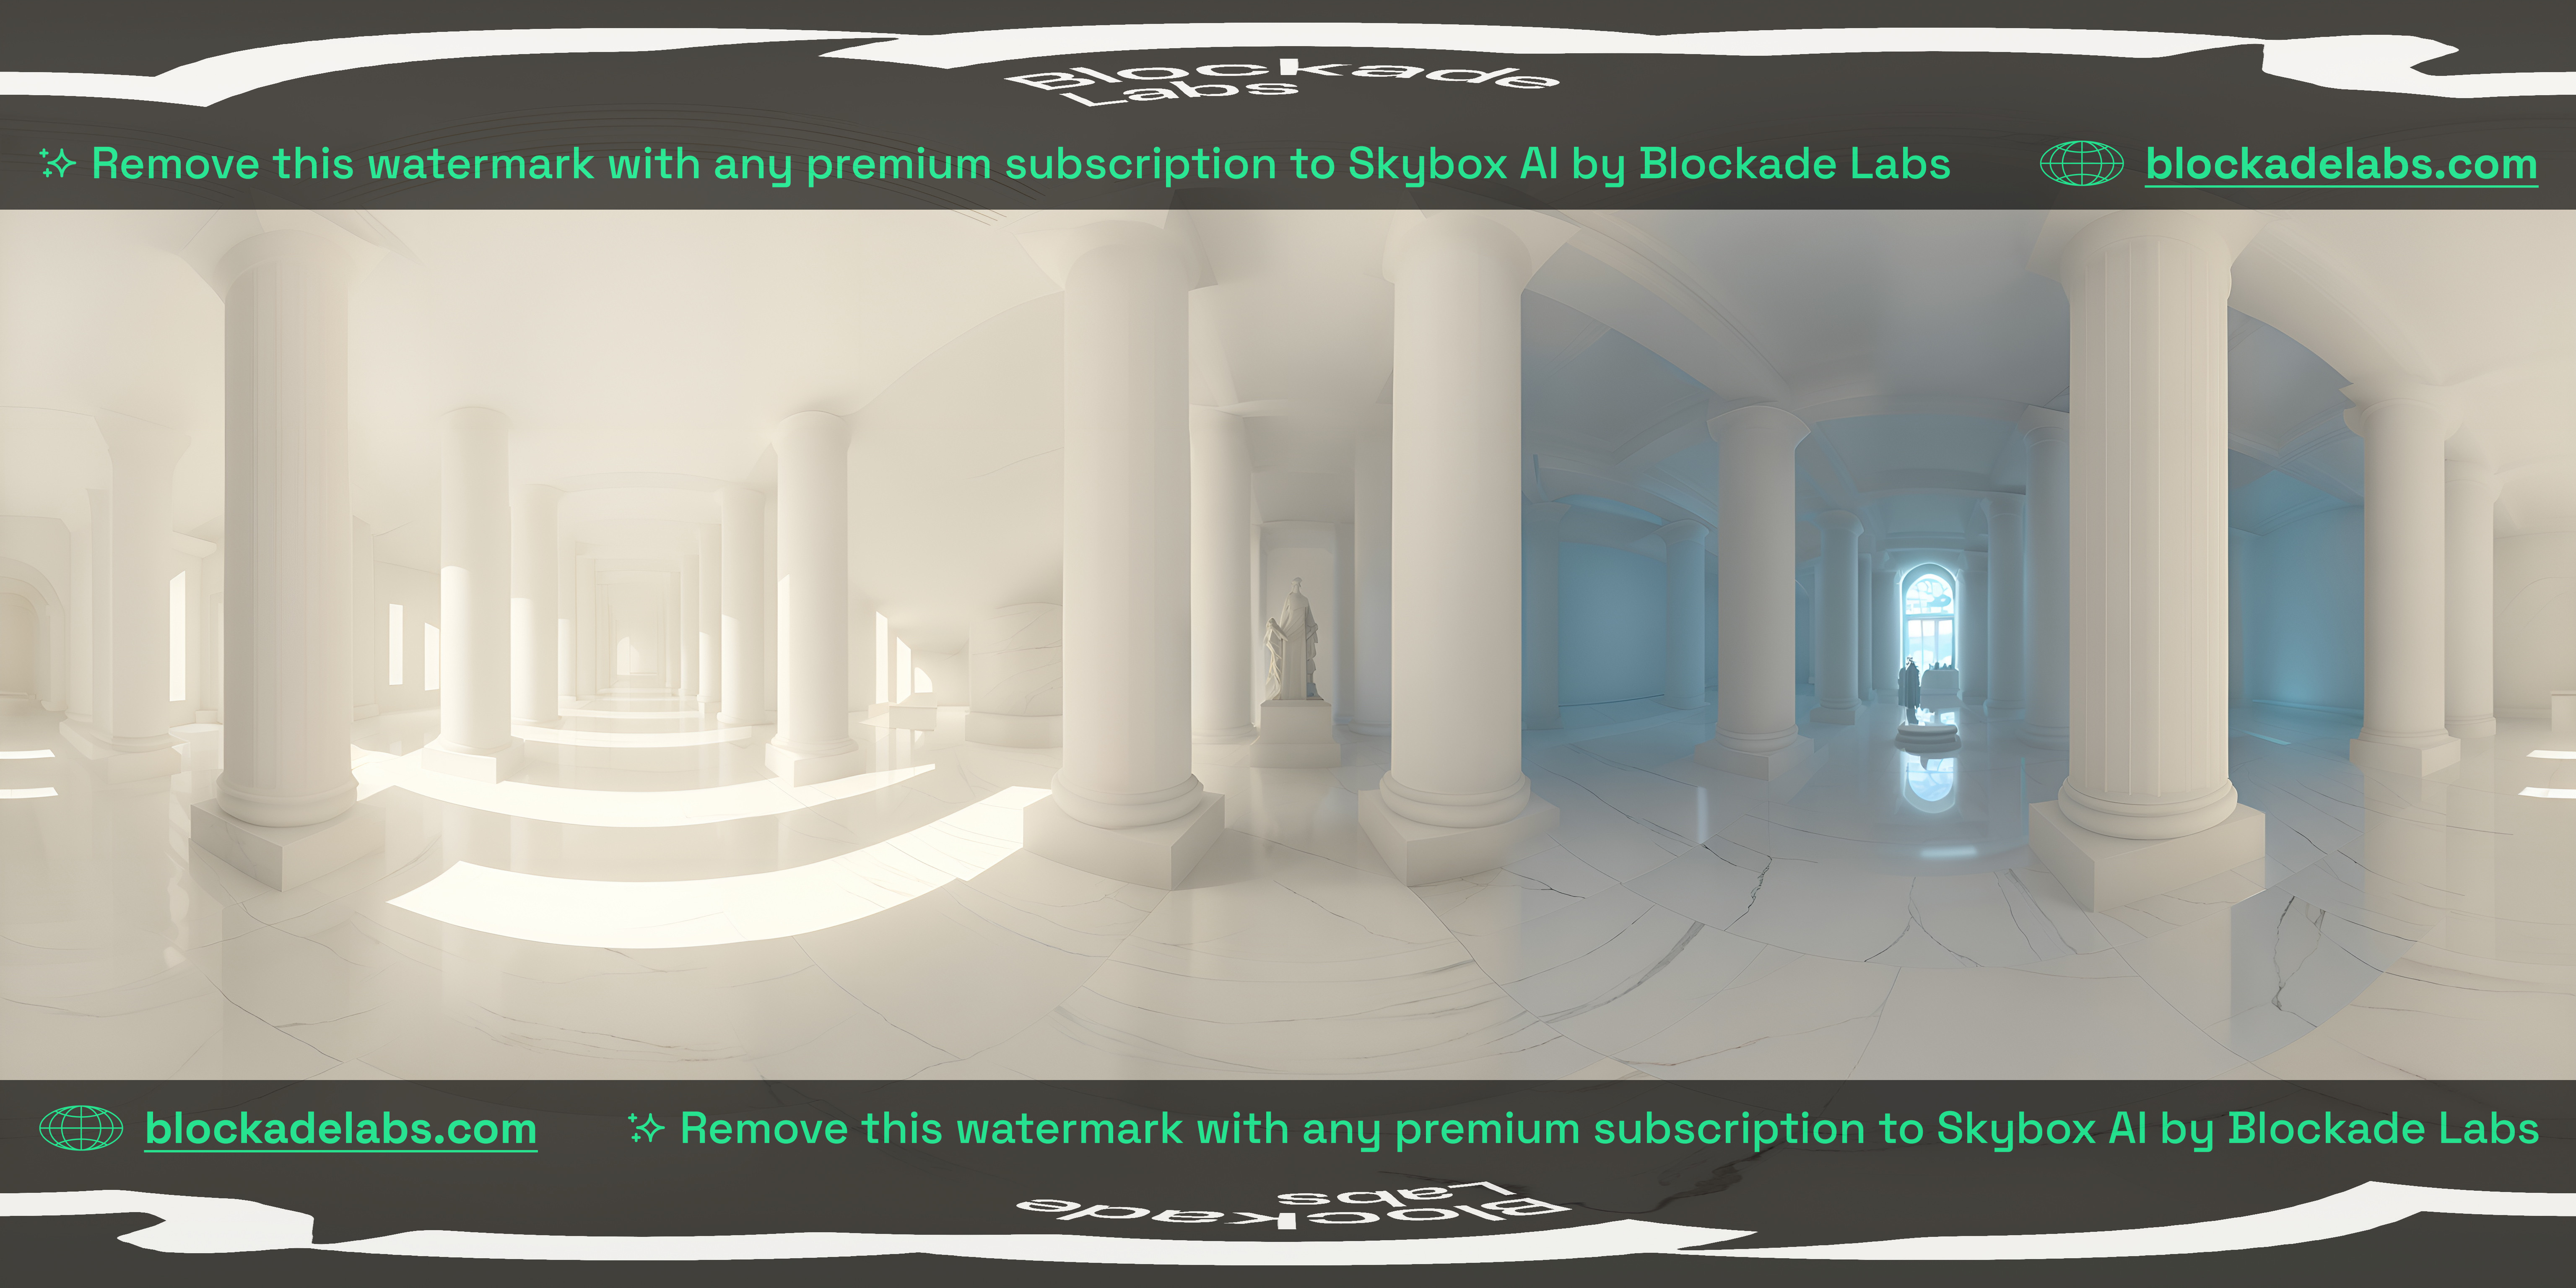 Blockade
Labs
Remove this watermark with any premium subscription to Skybox AI by Blockade Labs
blockadelabs.com
blockadelabs.com
Remove this watermark with any premium subscription to Skybox AI by Blockade Labs
Labs
Blockade